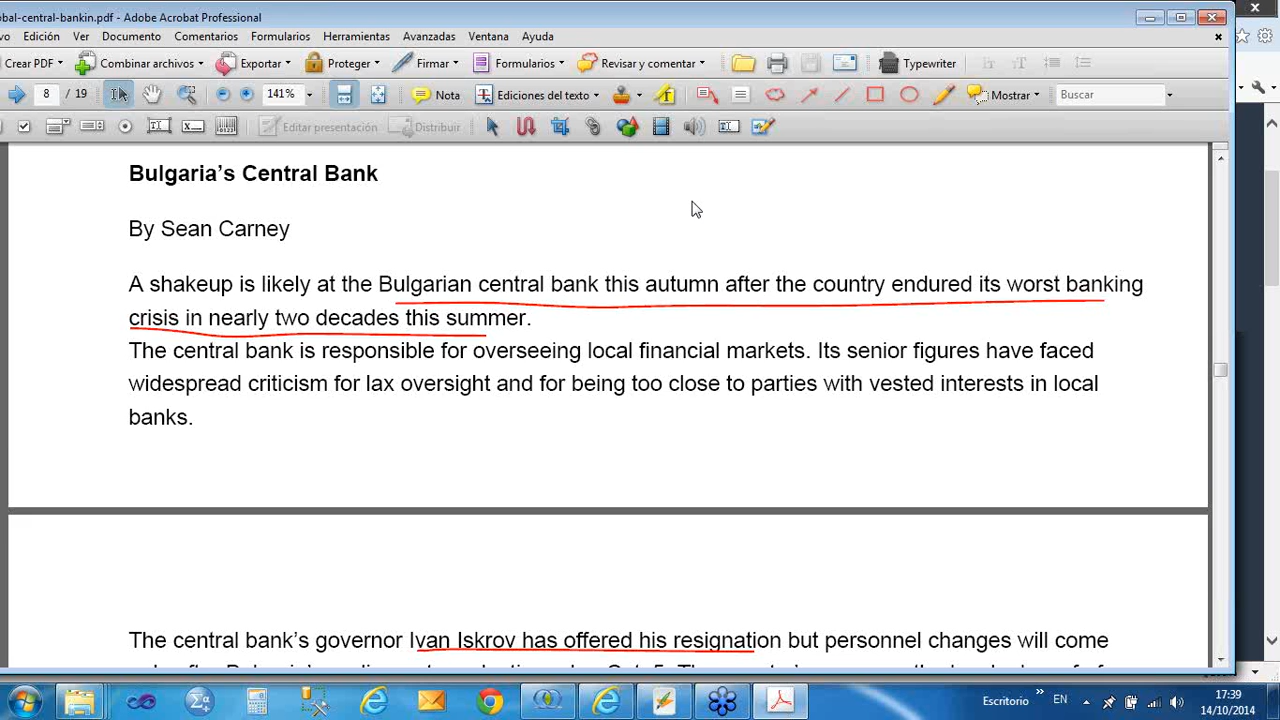 bal-central-bankin.pdf - Adobe Acrobat Professional
vo Edición Ver Documento Comentarios Formularios Herramientas Avanzadas Ventana Ayuda
Crear PDF Combinar archivos Exportar Proteger Firmar Formularios Revisar y comentar Typewriter
8 / 19 141% Nota Ediciones del texto Mostrar Buscar
Editar presentación Distribuir
Bulgaria's Central Bank
By Sean Carney
A shakeup is likely at the Bulgarian central bank this autumn after the country endured its worst banking
crisis in nearly two decades this summer.
The central bank is responsible for overseeing local financial markets. Its senior figures have faced
widespread criticism for lax oversight and for being too close to parties with vested interests in local
banks.
The central bank's governor Ivan Iskrov has offered his resignation but personnel changes will come
Escritorio EN 17:39
14/10/2014